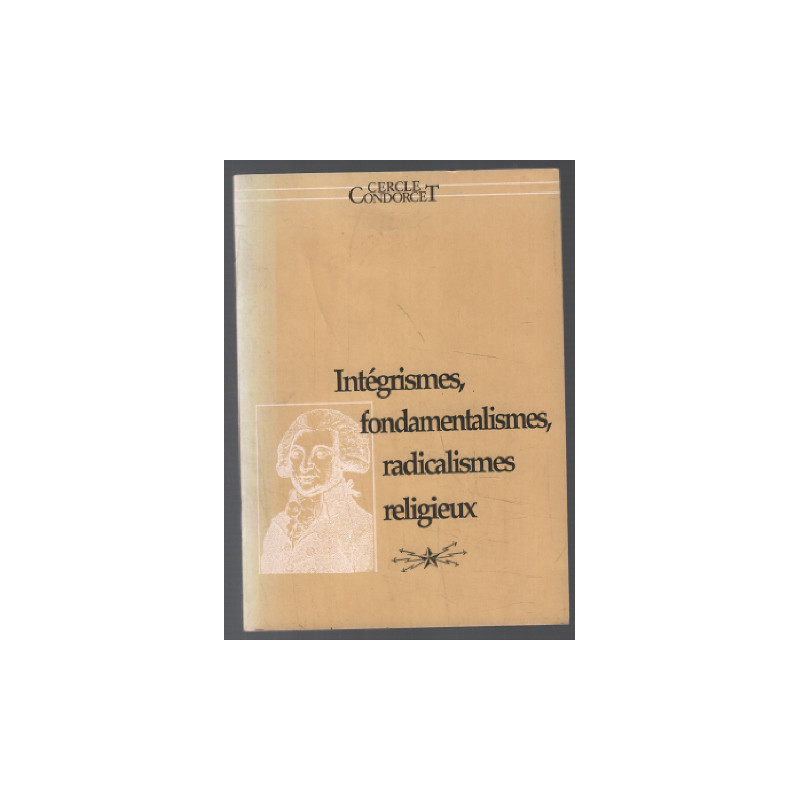 CERCLE
CONDORCET
Intégrismes,
fondamentalismes,
radicalismes
religieux